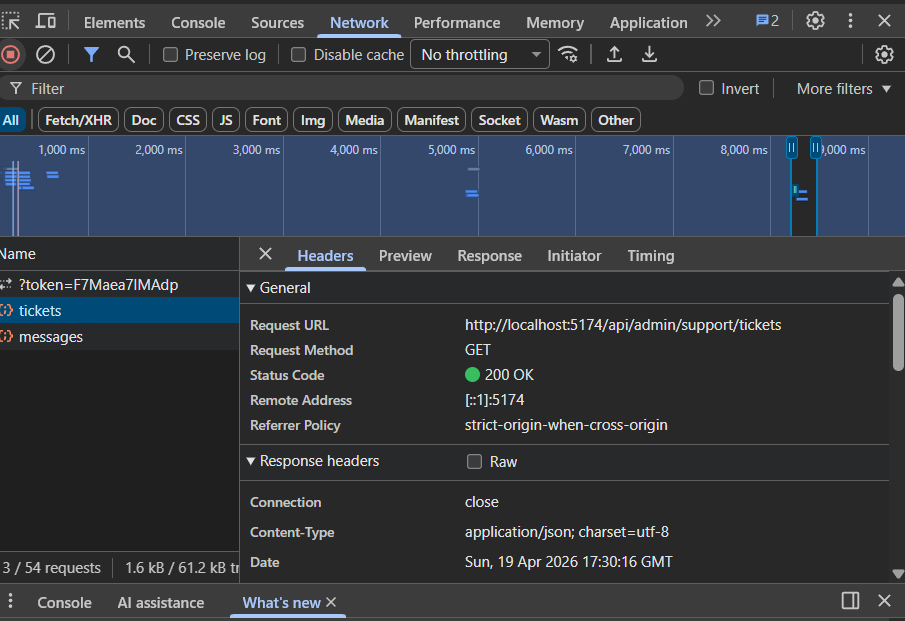 Elements Console Sources Network Performance Memory Application 2
Preserve log Disable cache No throttling
Filter Invert More filters
All Fetch/XHR Doc CSS JS Font Img Media Manifest Socket Wasm Other
1,000 ms 2,000 ms 3,000 ms 4,000 ms 5,000 ms 6,000 ms 7,000 ms 8,000 ms 9,000 ms
Name
?token=F7Maea7lMAdp
tickets
messages
Headers Preview Response Initiator Timing
General
Request URL http://localhost:5174/api/admin/support/tickets
Request Method GET
Status Code 200 OK
Remote Address [::1]:5174
Referrer Policy strict-origin-when-cross-origin
Response headers Raw
Connection close
Content-Type application/json; charset=utf-8
Date Sun, 19 Apr 2026 17:30:16 GMT
3 / 54 requests 1.6 kB / 61.2 kB tr
Console AI assistance What's new